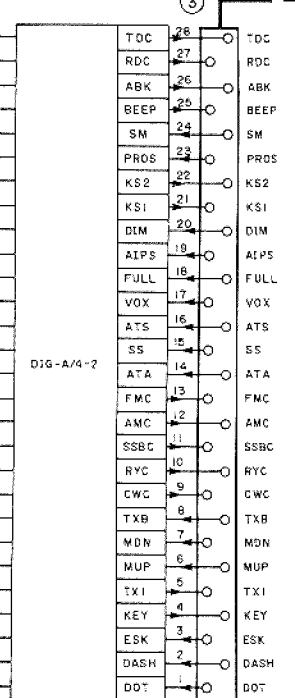 3
TDC 28 TDC
RDC 27 RDC
ABK 26 ABK
BEEP 25 BEEP
SM 24 SM
PROS 23 PROS
KS2 22 KS2
KS1 21 KS1
DIM 20 DIM
AIPS 19 AIPS
FULL 18 FULL
VOX 17 VOX
ATS 16 ATS
SS 15 SS
DIG-A/4-2
ATA 14 ATA
FMC 13 FMC
AMC 12 AMC
SSBC 11 SSBC
RYC 10 RYC
CWC 9 CWC
TXB 8 TXB
MDN 7 MDN
MUP 6 MUP
TX1 5 TX1
KEY 4 KEY
ESK 3 ESK
DASH 2 DASH
DOT 1 DOT